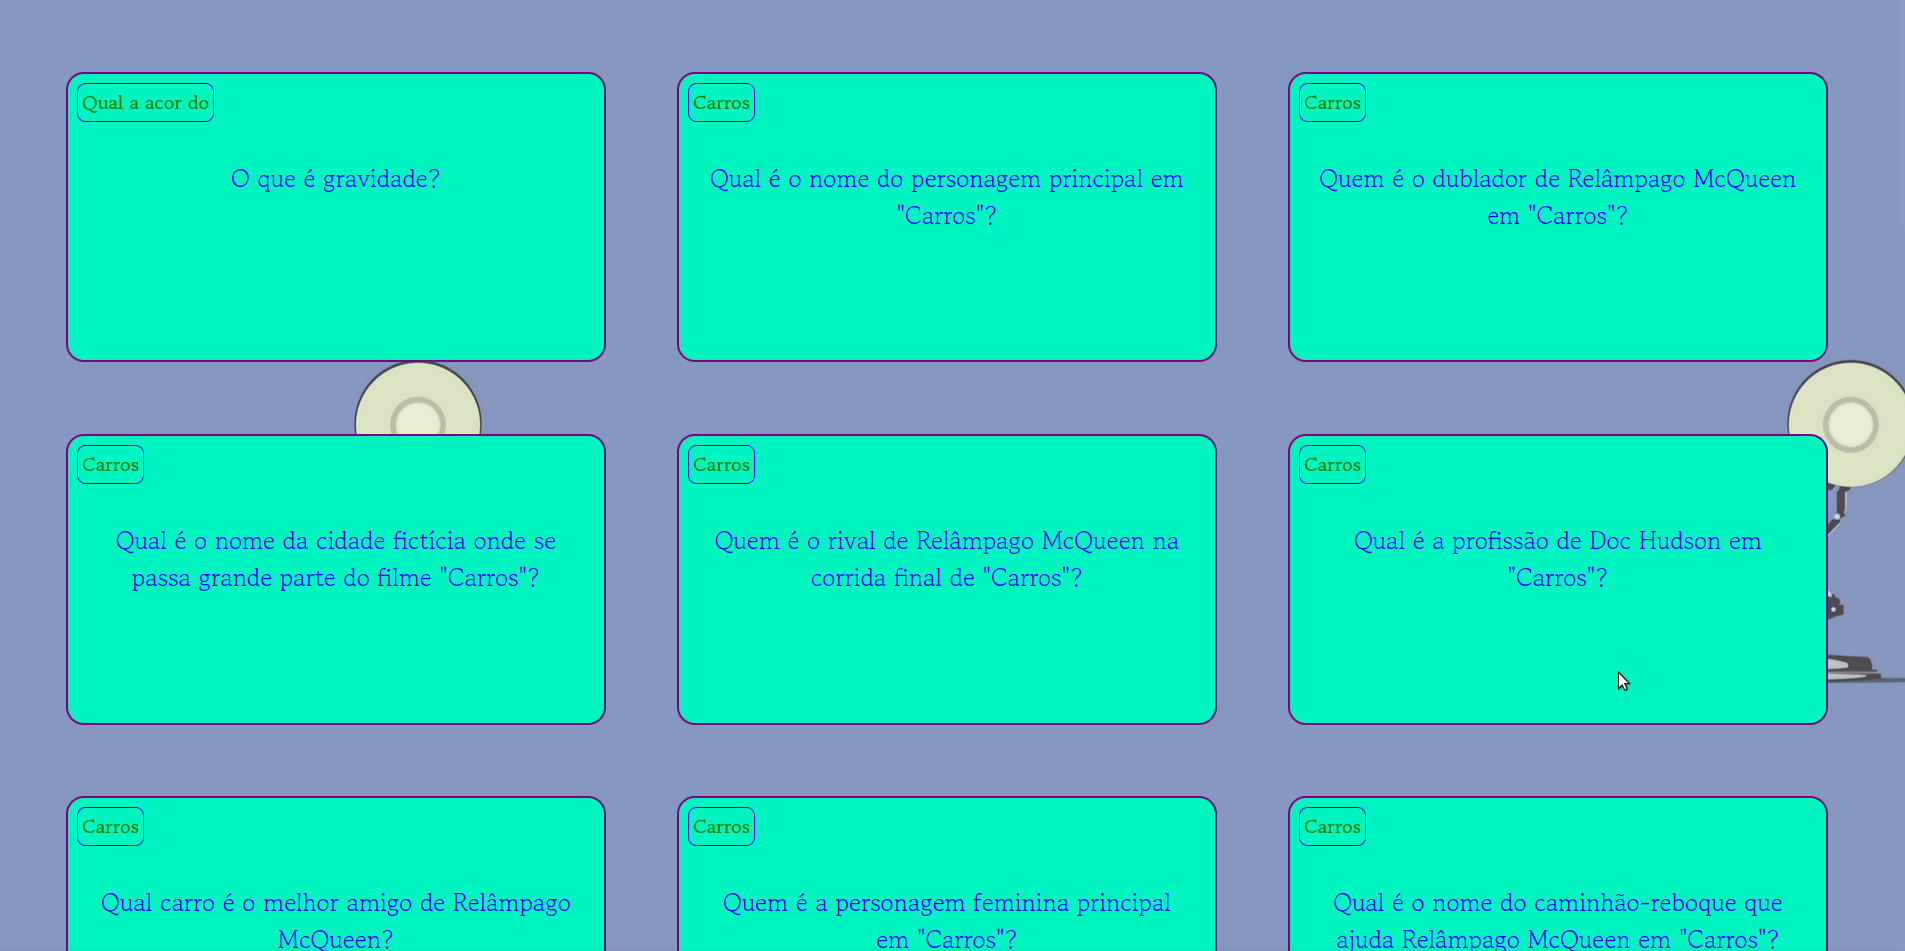 Qual a acor do
O que é gravidade?
Carros
Qual é o nome do personagem principal em
"Carros"?
Carros
Quem é o dublador de Relâmpago McQueen
em "Carros"?
Carros
Qual é o nome da cidade fictícia onde se
passa grande parte do filme "Carros"?
Carros
Quem é o rival de Relâmpago McQueen na
corrida final de "Carros"?
Carros
Qual é a profissão de Doc Hudson em
"Carros"?
Carros
Qual carro é o melhor amigo de Relâmpago
McQueen?
Carros
Quem é a personagem feminina principal
em "Carros"?
Carros
Qual é o nome do caminhão-reboque que
ajuda Relâmpago McQueen em "Carros"?